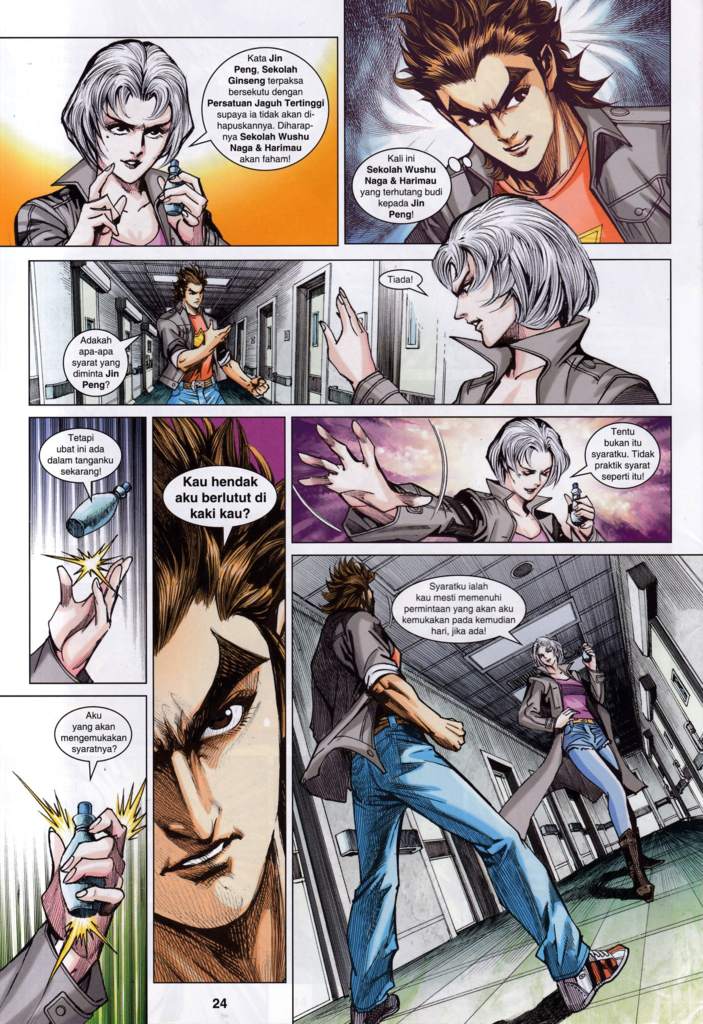 Kata Jin
Peng, Sekolah
Ginseng terpaksa
bersekutu dengan
Persatuan Jaguh Tertinggi
supaya ia tidak akan di-
hapuskannya. Diharap-
nya Sekolah Wushu
Naga & Harimau
akan faham!
Kali ini
Sekolah Wushu
Naga & Harimau
yang terhutang budi
kepada Jin
Peng!
Adakah
apa-apa
syarat yang
diminta Jin
Peng?
Tiada!
Tetapi
ubat ini ada
dalam tanganku
sekarang!
Kau hendak
aku berlutut di
kaki kau?
Tentu
bukan itu
syaratku. Tidak
praktik syarat
seperti itu!
Aku
yang akan
mengemukakan
syaratnya?
Syaratku ialah
kau mesti memenuhi
permintaan yang akan aku
kemukakan pada kemudian
hari, jika ada!
24